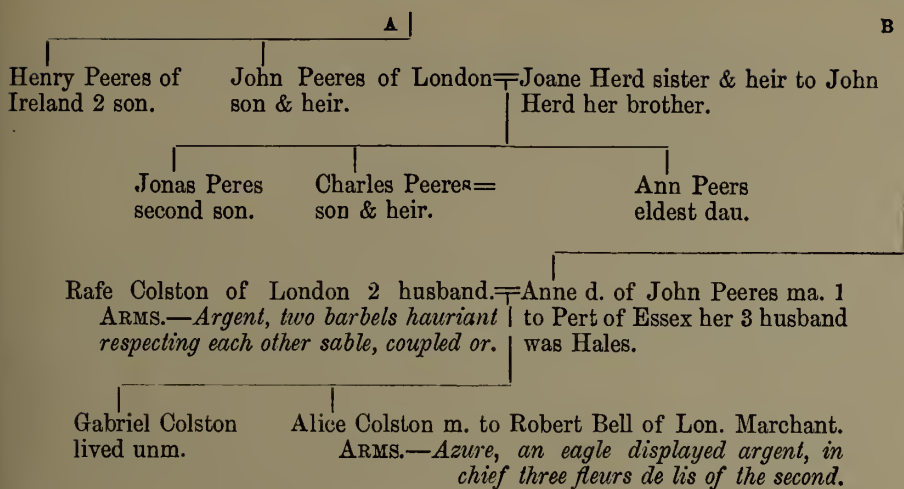 A B
Henry Peeres of John Peeres of London Joane Herd sister & heir to John
Ireland 2 son. son & heir. Herd her brother.
Jonas Peres Charles Peeres= Ann Peers
second son. son & heir. eldest dau.
Rafe Colston of London 2 husband. Anne d. of John Peeres ma. 1
ARMS.—Argent, two barbels hauriant to Pert of Essex her 3 husband
respecting each other sable, coupled or. was Hales.
Gabriel Colston Alice Colston m. to Robert Bell of Lon. Marchant.
lived unm. ARMS.—Azure, an eagle displayed argent, in
chief three fleurs de lis of the second.